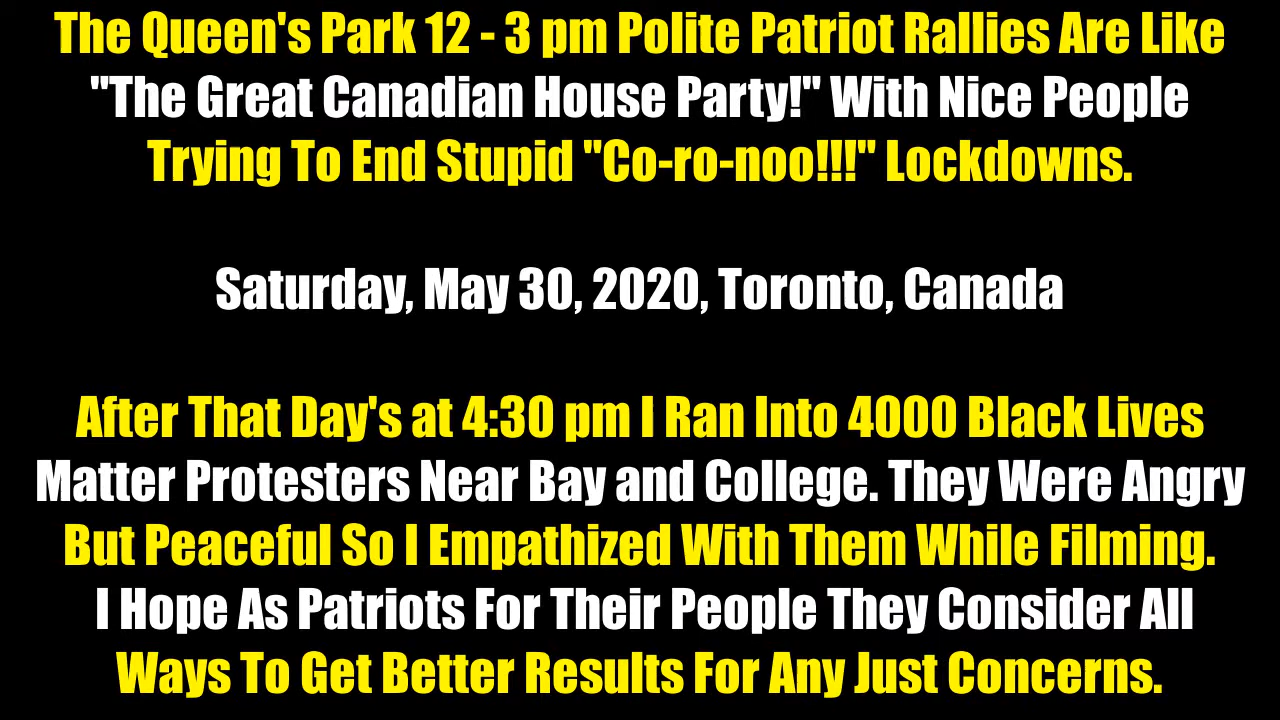 The Queen's Park 12 - 3 pm Polite Patriot Rallies Are Like
"The Great Canadian House Party!" With Nice People
Trying To End Stupid "Co-ro-noo!!!" Lockdowns.
Saturday, May 30, 2020, Toronto, Canada
After That Day's at 4:30 pm I Ran Into 4000 Black Lives
Matter Protesters Near Bay and College. They Were Angry
But Peaceful So I Empathized With Them While Filming.
I Hope As Patriots For Their People They Consider All
Ways To Get Better Results For Any Just Concerns.